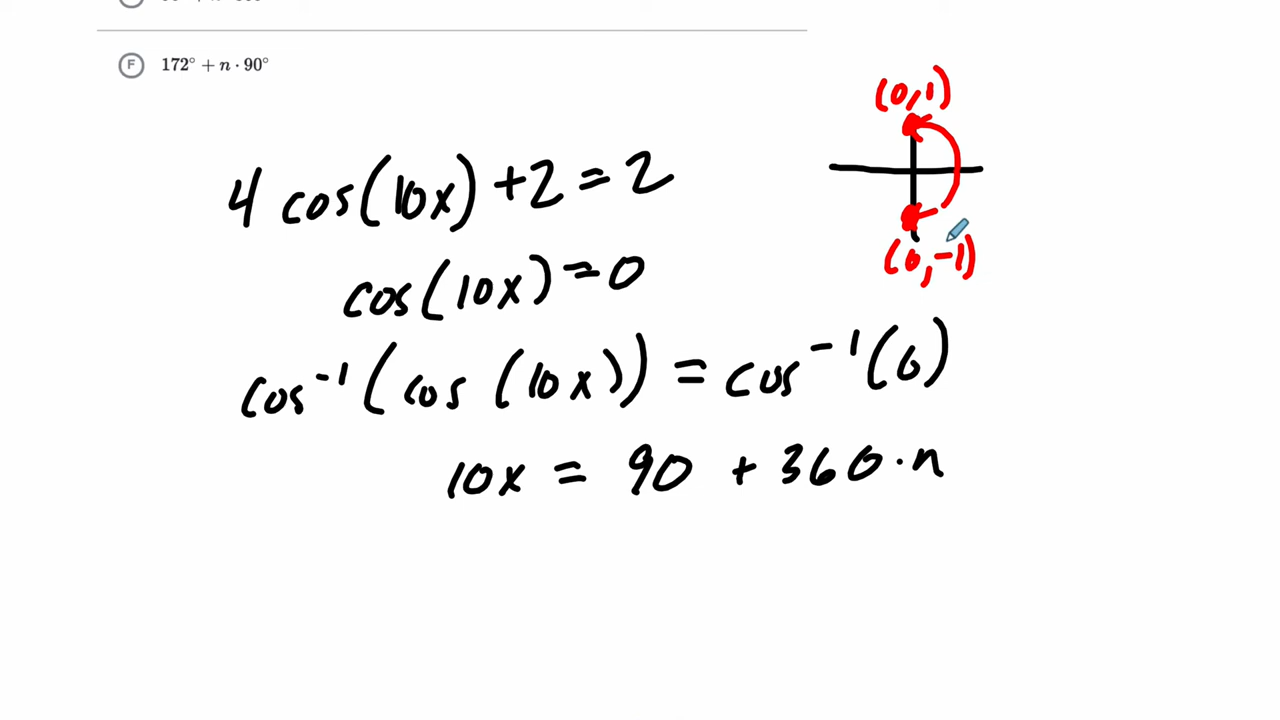 F 172° + n · 90°
(0,1)
4 cos(10x) +2 = 2
(0,-1)
cos(10x) = 0
cos⁻¹(cos(10x)) = cos⁻¹(0)
10x = 90 + 360·n